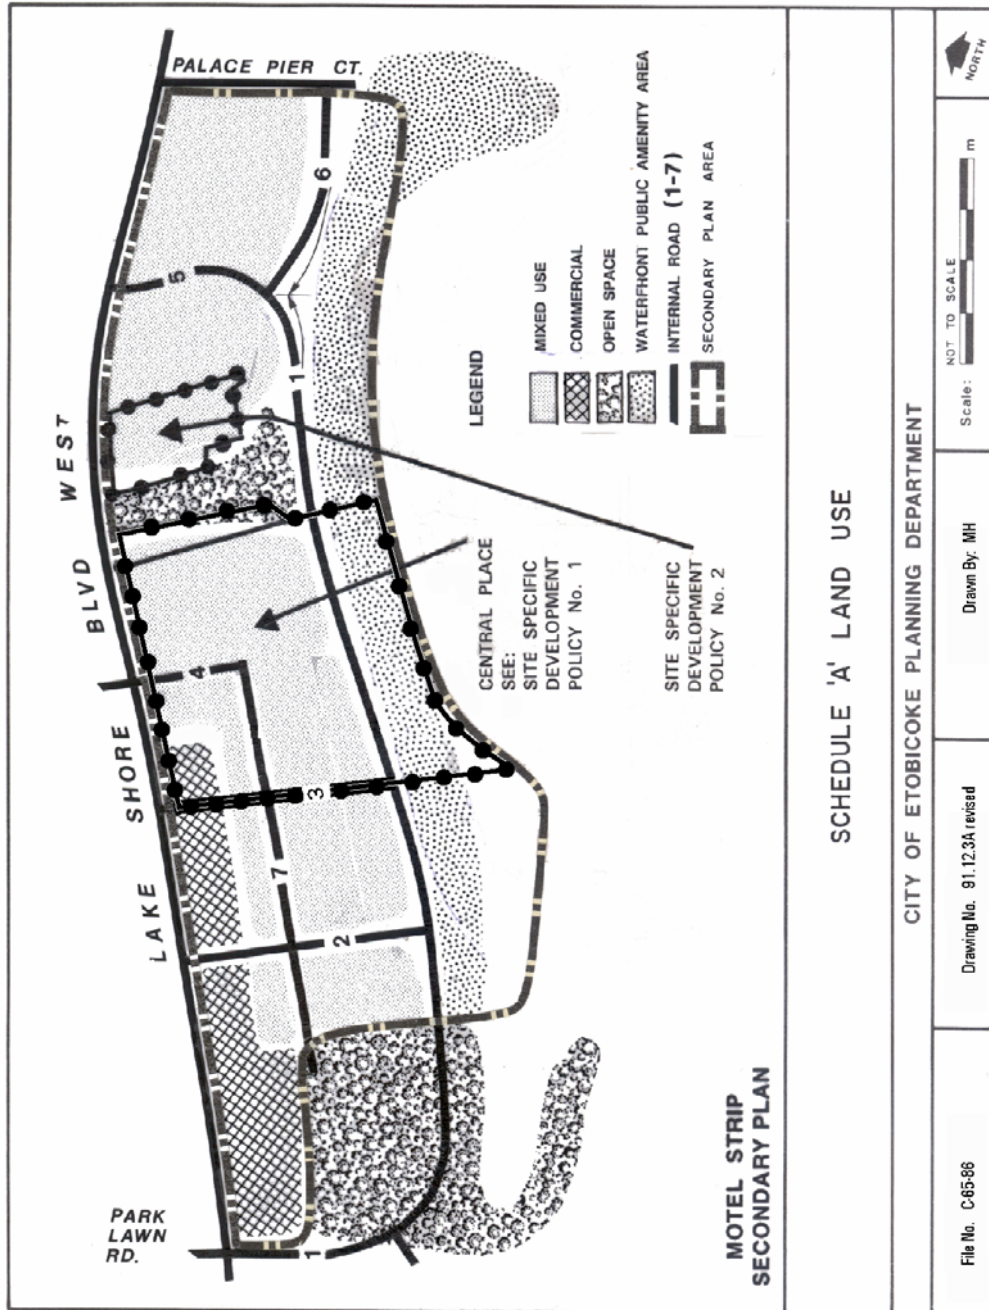 PALACE PIER CT.
LAKE SHORE BLVD WEST
PARK
LAWN
RD.
1
2
3
4
5
6
7
1
CENTRAL PLACE
SEE:
SITE SPECIFIC
DEVELOPMENT
POLICY No. 1
SITE SPECIFIC
DEVELOPMENT
POLICY No. 2
LEGEND
MIXED USE
COMMERCIAL
OPEN SPACE
WATERFRONT PUBLIC AMENITY AREA
INTERNAL ROAD (1-7)
SECONDARY PLAN AREA
MOTEL STRIP
SECONDARY PLAN
SCHEDULE 'A' LAND USE
CITY OF ETOBICOKE PLANNING DEPARTMENT
File No. C-65-86
Drawing No. 91.12.3A revised
Drawn By: MH
Scale: NOT TO SCALE m
NORTH